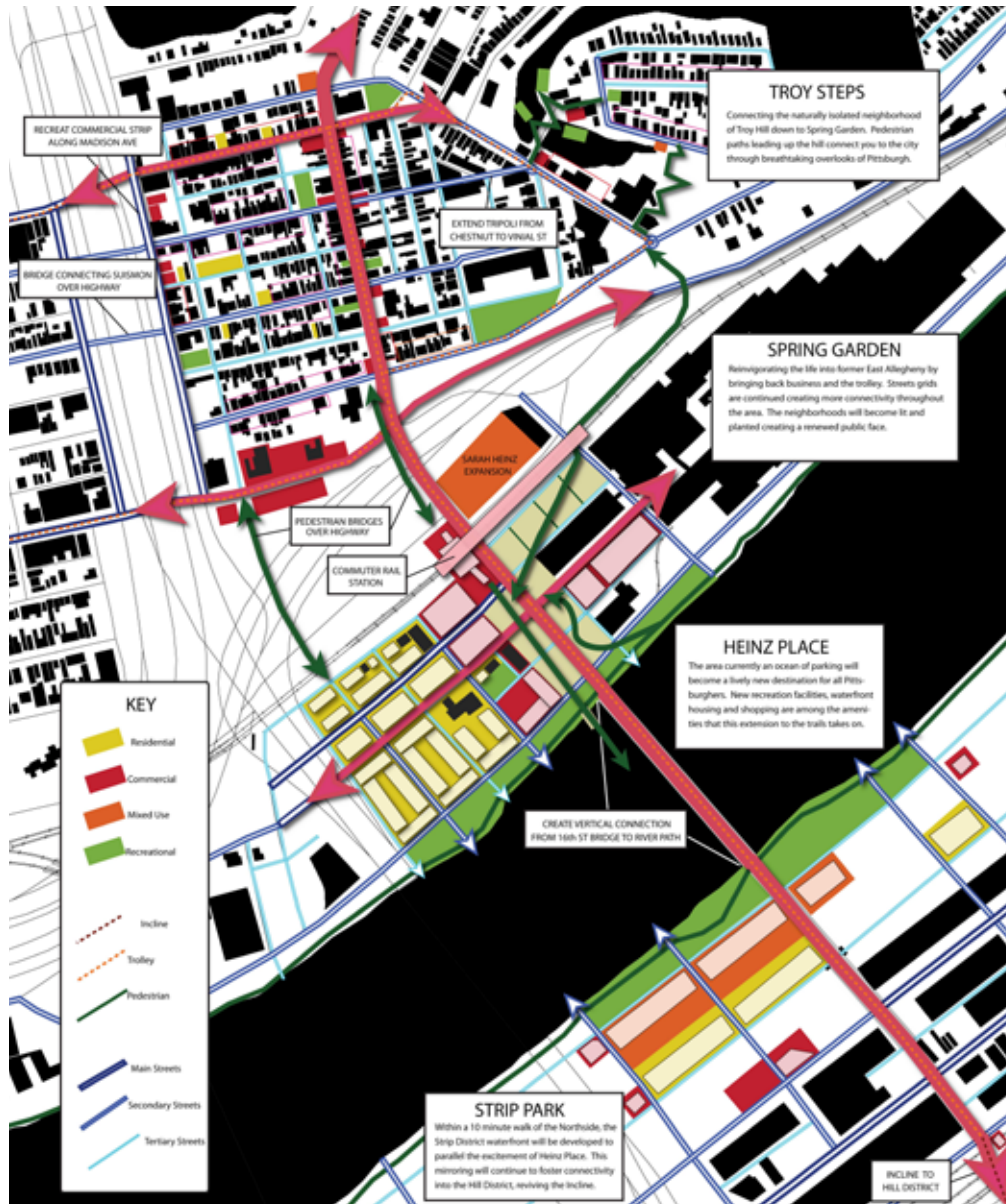 TROY STEPS
Connecting the naturally isolated neighborhood
of Troy Hill down to Spring Garden. Pedestrian
paths leading up the hill connect you to the city
through breathtaking overlooks of Pittsburgh.
RECREAT COMMERCIAL STRIP
ALONG MADISON AVE
EXTEND TRIPOLI FROM
CHESTNUT TO VINIAL ST
BRIDGE CONNECTING SUISMON
OVER HIGHWAY
SPRING GARDEN
Reinvigorating the life into former East Allegheny by
bringing back business and the trolley. Streets grids
are continued creating more connectivity throughout
the area. The neighborhoods will become lit and
planted creating a renewed public face.
SARAH HEINZ
EXPANSION
PEDESTRIAN BRIDGES
OVER HIGHWAY
COMMUTER RAIL
STATION
HEINZ PLACE
The area currently an ocean of parking will
become a lively new destination for all Pitts-
burghers. New recreation facilities, waterfront
housing and shopping are among the ameni-
ties that this extension to the trails takes on.
KEY
Residential
Commercial
Mixed Use
Recreational
Incline
Trolley
Pedestrian
Main Streets
Secondary Streets
Tertiary Streets
CREATE VERTICAL CONNECTION
FROM 16th ST BRIDGE TO RIVER PATH
STRIP PARK
Within a 10 minute walk of the Northside, the
Strip District waterfront will be developed to
parallel the excitement of Heinz Place. This
mirroring will continue to foster connectivity
into the Hill District, reviving the Incline.
INCLINE TO
HILL DISTRICT